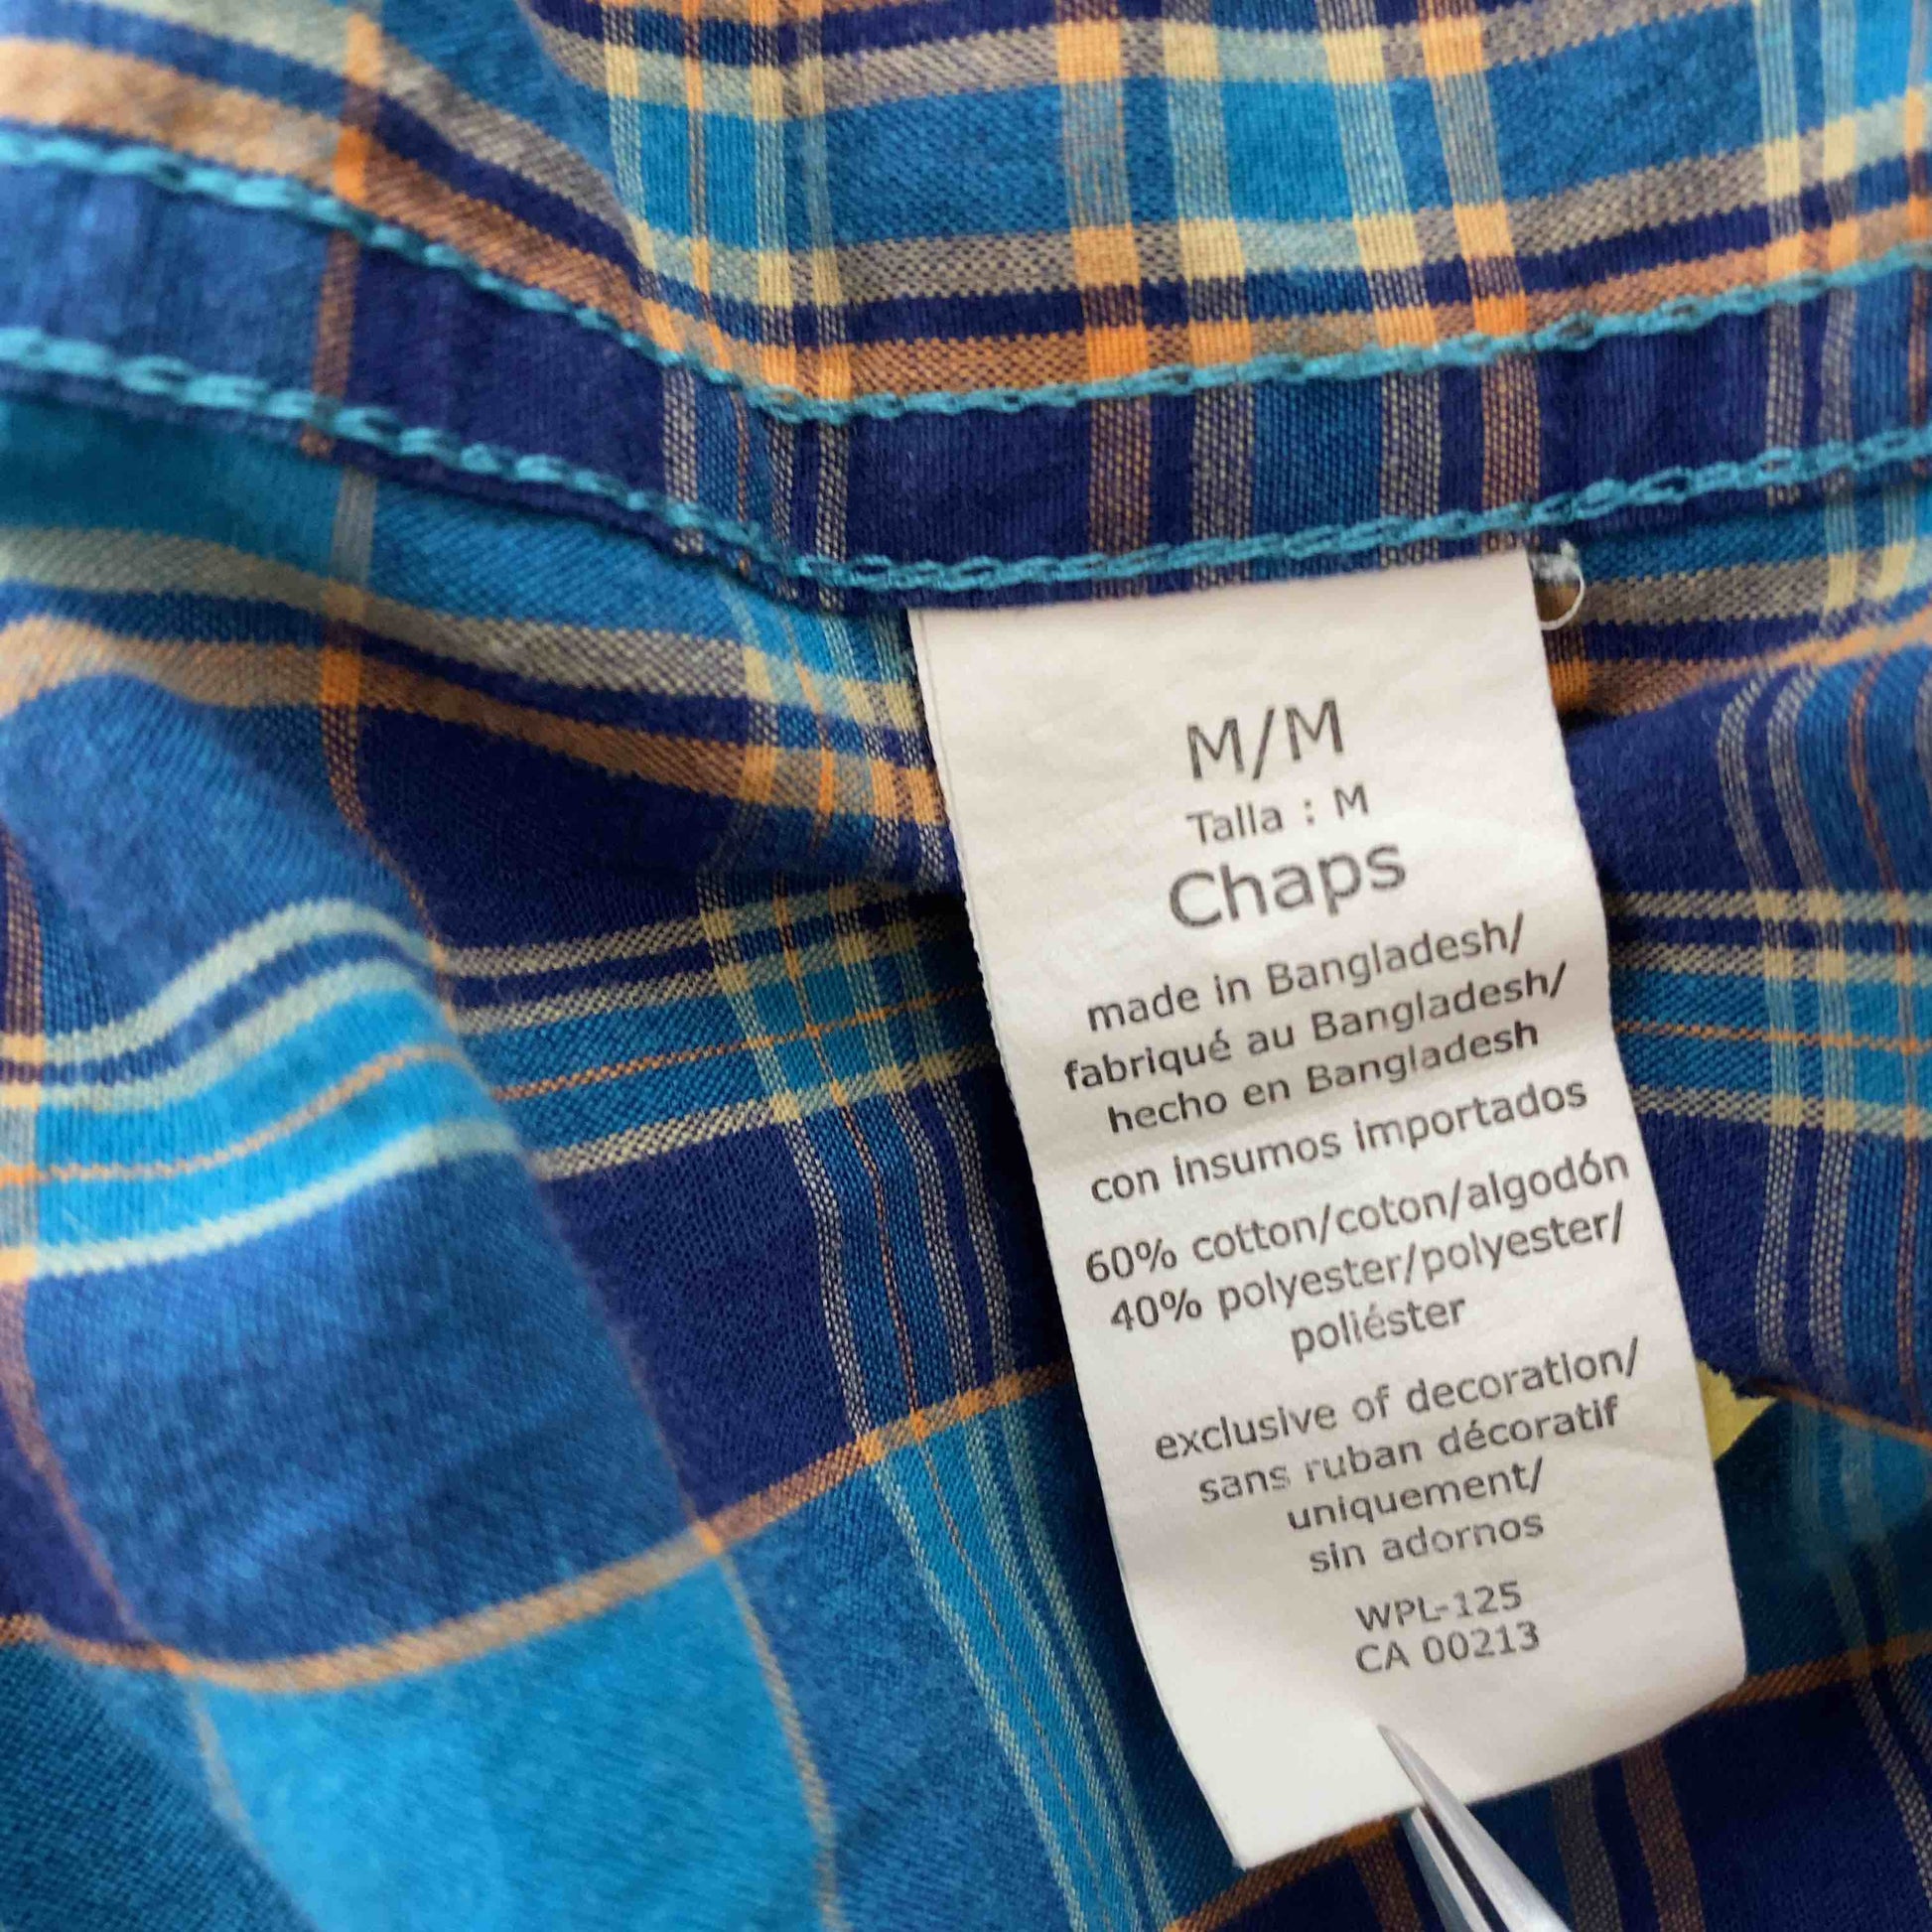 M/M
Talla : M
Chaps
made in Bangladesh/
fabriqué au Bangladesh/
hecho en Bangladesh
con insumos importados
60% cotton/coton/algodón
40% polyester/polyester/
poliéster
exclusive of decoration/
sans ruban décoratif
uniquement/
sin adornos
WPL-125
CA 00213